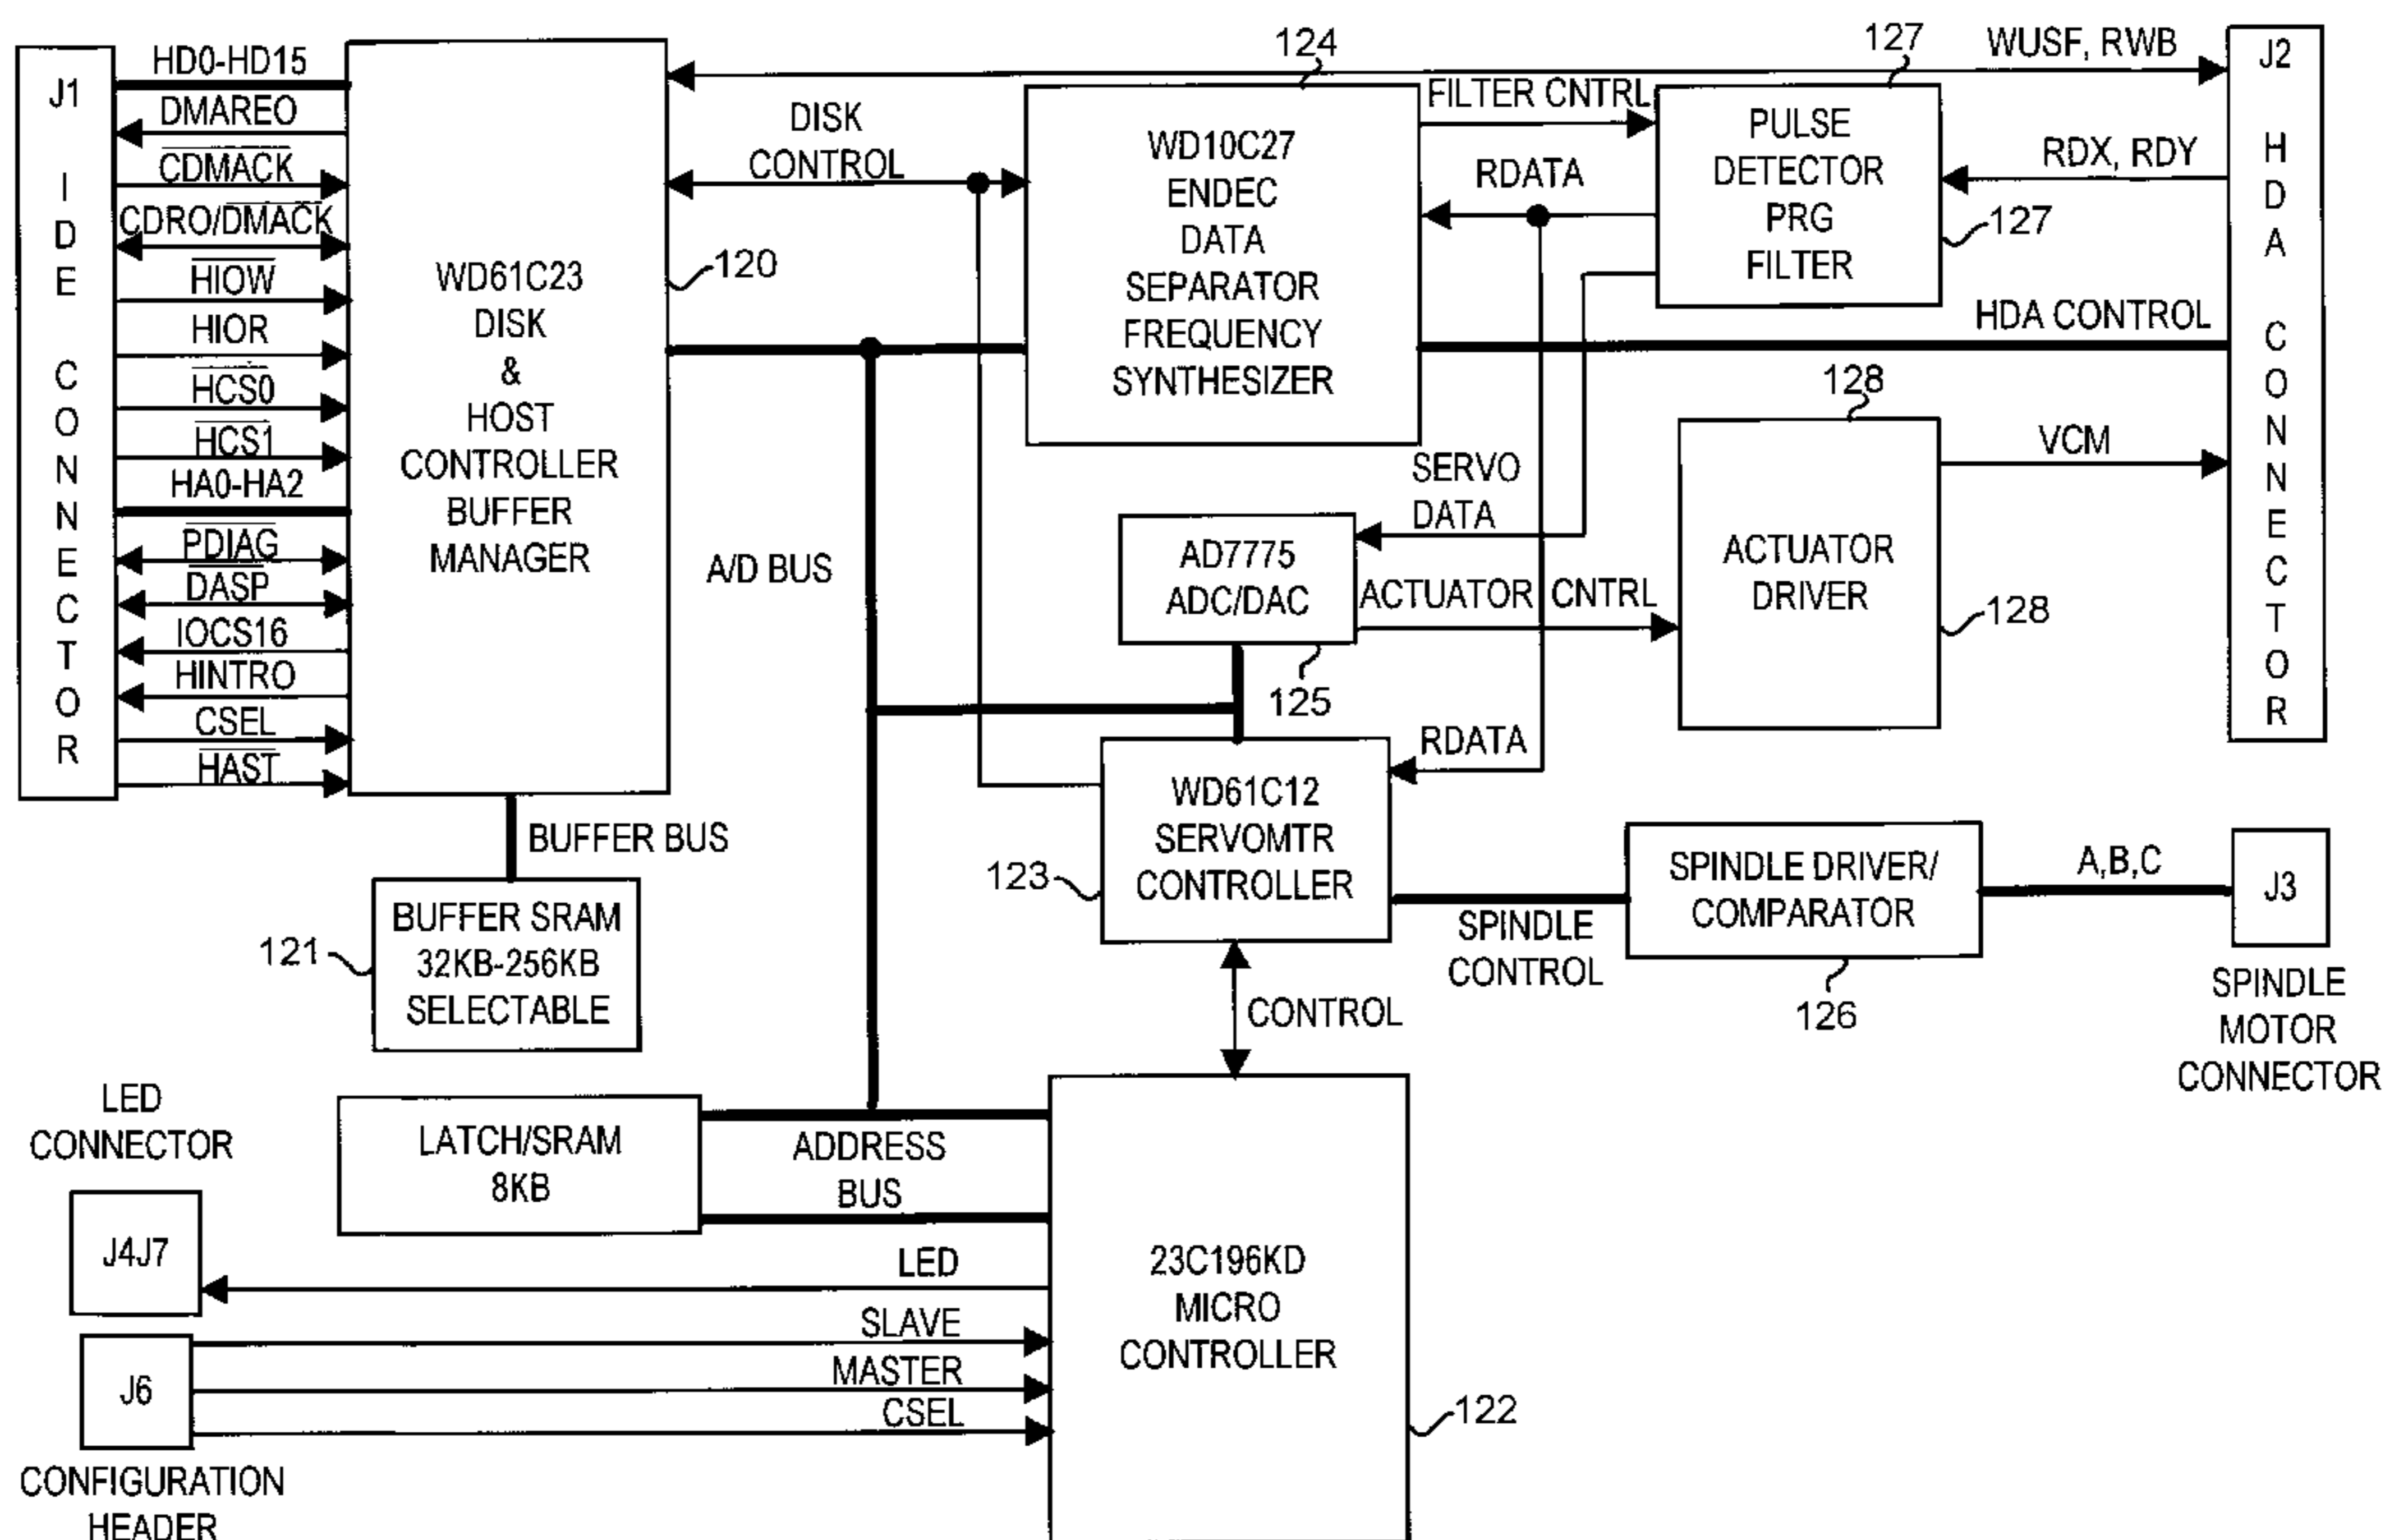 J1
IDE CONNECTOR
HD0-HD15
DMAREO
CDMACK
CDRO/DMACK
HIOW
HIOR
HCS0
HCS1
HA0-HA2
PDIAG
DASP
IOCS16
HINTRO
CSEL
HAST
WD61C23
DISK
&
HOST
CONTROLLER
BUFFER
MANAGER
120
BUFFER BUS
BUFFER SRAM
32KB-256KB
SELECTABLE
121
DISK
CONTROL
A/D BUS
124
WD10C27
ENDEC
DATA
SEPARATOR
FREQUENCY
SYNTHESIZER
FILTER CNTRL
RDATA
127
PULSE
DETECTOR
PRG
FILTER
127
WUSF, RWB
RDX, RDY
HDA CONTROL
J2
HDA CONNECTOR
SERVO
DATA
AD7775
ADC/DAC
125
ACTUATOR CNTRL
128
ACTUATOR
DRIVER
128
VCM
RDATA
WD61C12
SERVOMTR
CONTROLLER
123
SPINDLE
CONTROL
SPINDLE DRIVER/
COMPARATOR
126
A,B,C
J3
SPINDLE
MOTOR
CONNECTOR
CONTROL
LED
CONNECTOR
J4J7
LATCH/SRAM
8KB
ADDRESS
BUS
LED
SLAVE
MASTER
CSEL
J6
CONFIGURATION
HEADER
23C196KD
MICRO
CONTROLLER
122